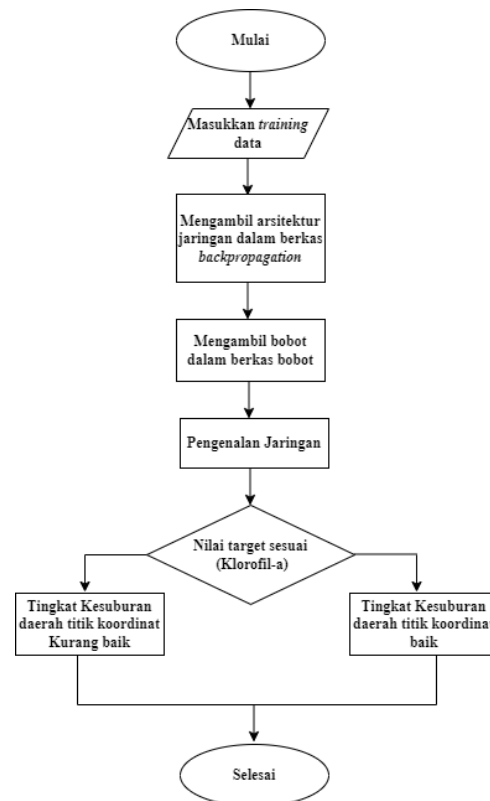 Mulai
Masukkan training
data
Mengambil arsitektur
jaringan dalam berkas
backpropagation
Mengambil bobot
dalam berkas bobot
Pengenalan Jaringan
Nilai target sesuai
(Klorofil-a)
Tingkat Kesuburan
daerah titik koordinat
Kurang baik
Tingkat Kesuburan
daerah titik koordinat
baik
Selesai